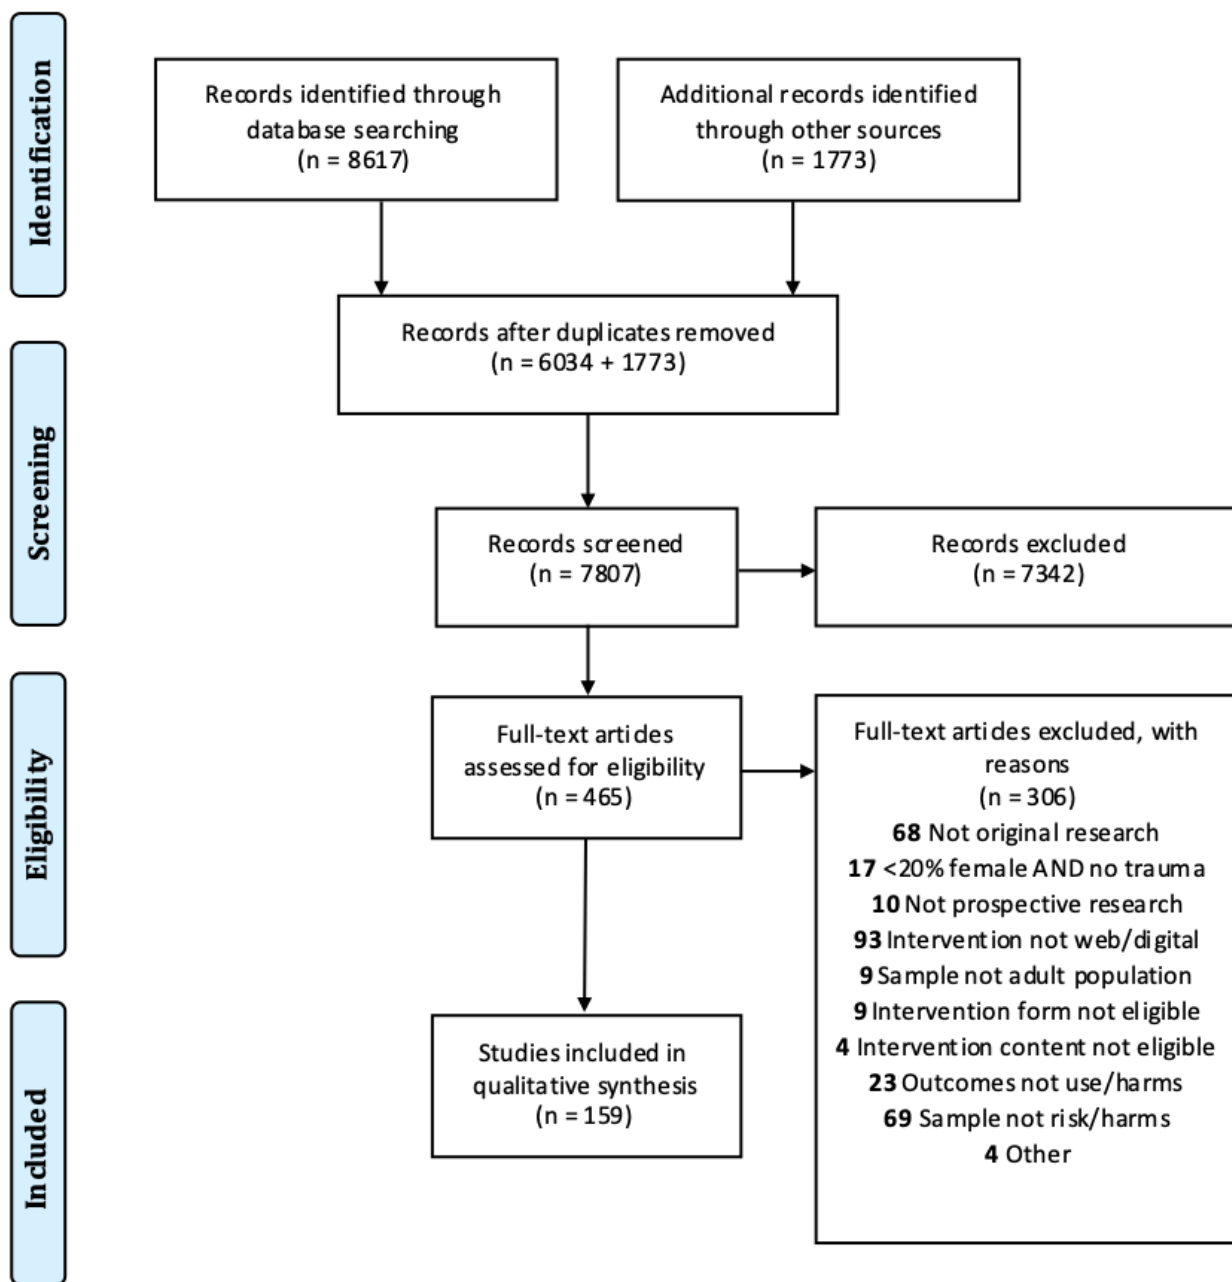 Identification
Records identified through
database searching
(n = 8617)
Additional records identified
through other sources
(n = 1773)
Records after duplicates removed
(n = 6034 + 1773)
Screening
Records screened
(n = 7807)
Records excluded
(n = 7342)
Eligibility
Full-text articles
assessed for eligibility
(n = 465)
Full-text articles excluded, with
reasons
(n = 306)
68 Not original research
17 <20% female AND no trauma
10 Not prospective research
93 Intervention not web/digital
9 Sample not adult population
9 Intervention form not eligible
4 Intervention content not eligible
23 Outcomes not use/harms
69 Sample not risk/harms
4 Other
Included
Studies included in
qualitative synthesis
(n = 159)